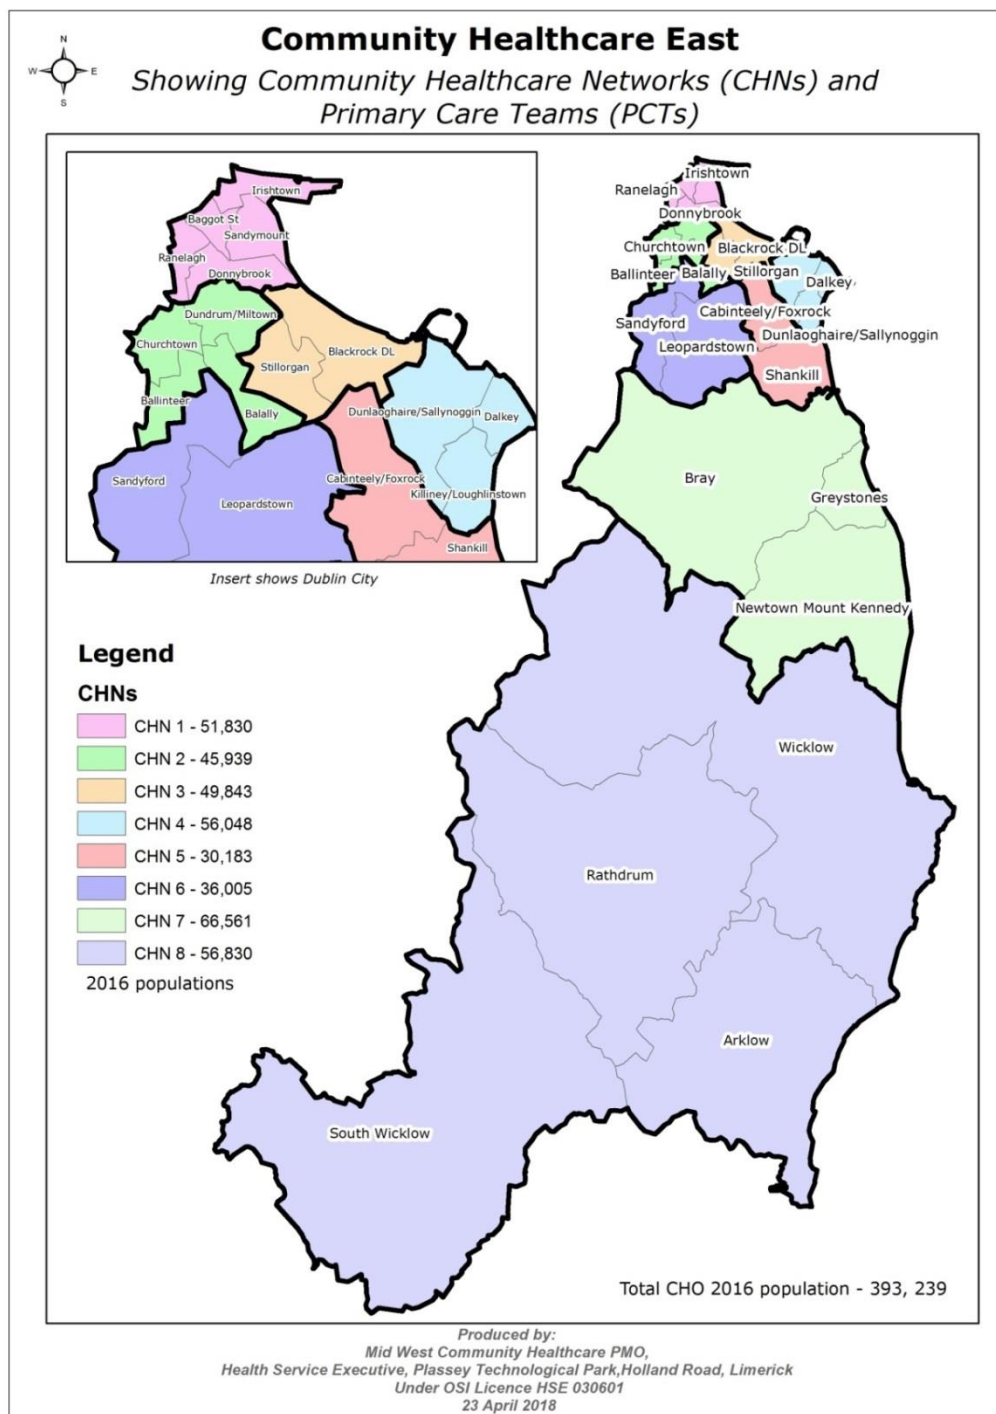 Community Healthcare East
Showing Community Healthcare Networks (CHNs) and
Primary Care Teams (PCTs)
N
W
E
S
Irishtown
Baggot St
Sandymount
Ranelagh
Donnybrook
Dundrum/Miltown
Churchtown
Blackrock DL
Stillorgan
Ballinteer
Balally
Dunlaoghaire/Sallynoggin
Dalkey
Sandyford
Cabinteely/Foxrock
Leopardstown
Killiney/Loughlinstown
Shankill
Insert shows Dublin City
Irishtown
Ranelagh
Donnybrook
Churchtown
Blackrock DL
Ballinteer
Balally
Stillorgan
Dalkey
Cabinteely/Foxrock
Sandyford
Dunlaoghaire/Sallynoggin
Leopardstown
Shankill
Bray
Greystones
Newtown Mount Kennedy
Wicklow
Rathdrum
Arklow
South Wicklow
Legend
CHNs
CHN 1 - 51,830
CHN 2 - 45,939
CHN 3 - 49,843
CHN 4 - 56,048
CHN 5 - 30,183
CHN 6 - 36,005
CHN 7 - 66,561
CHN 8 - 56,830
2016 populations
Total CHO 2016 population - 393, 239
Produced by:
Mid West Community Healthcare PMO,
Health Service Executive, Plassey Technological Park,Holland Road, Limerick
Under OSI Licence HSE 030601
23 April 2018